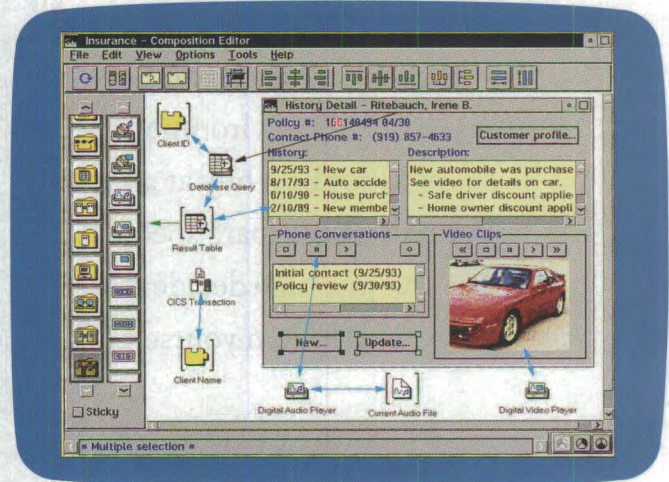 Insurance - Composition Editor
File Edit View Options Tools Help
Client ID
Database Query
Result Table
CICS Transaction
Client Name
Sticky
History Detail - Ritebauch, Irene B.
Policy #: 166140494 04/30
Contact Phone #: (919) 857-4633
Customer profile...
History:
9/25/93 - New car
8/17/93 - Auto accide
6/10/90 - House purch
2/10/89 - New membe
Description:
New automobile was purchase
See video for details on car.
- Safe driver discount applie
- Home owner discount appli
Phone Conversations
Initial contact (9/25/93)
Policy review (9/30/93)
Video Clips
New...
Update...
Digital Audio Player
Current Audio File
Digital Video Player
* Multiple selection *